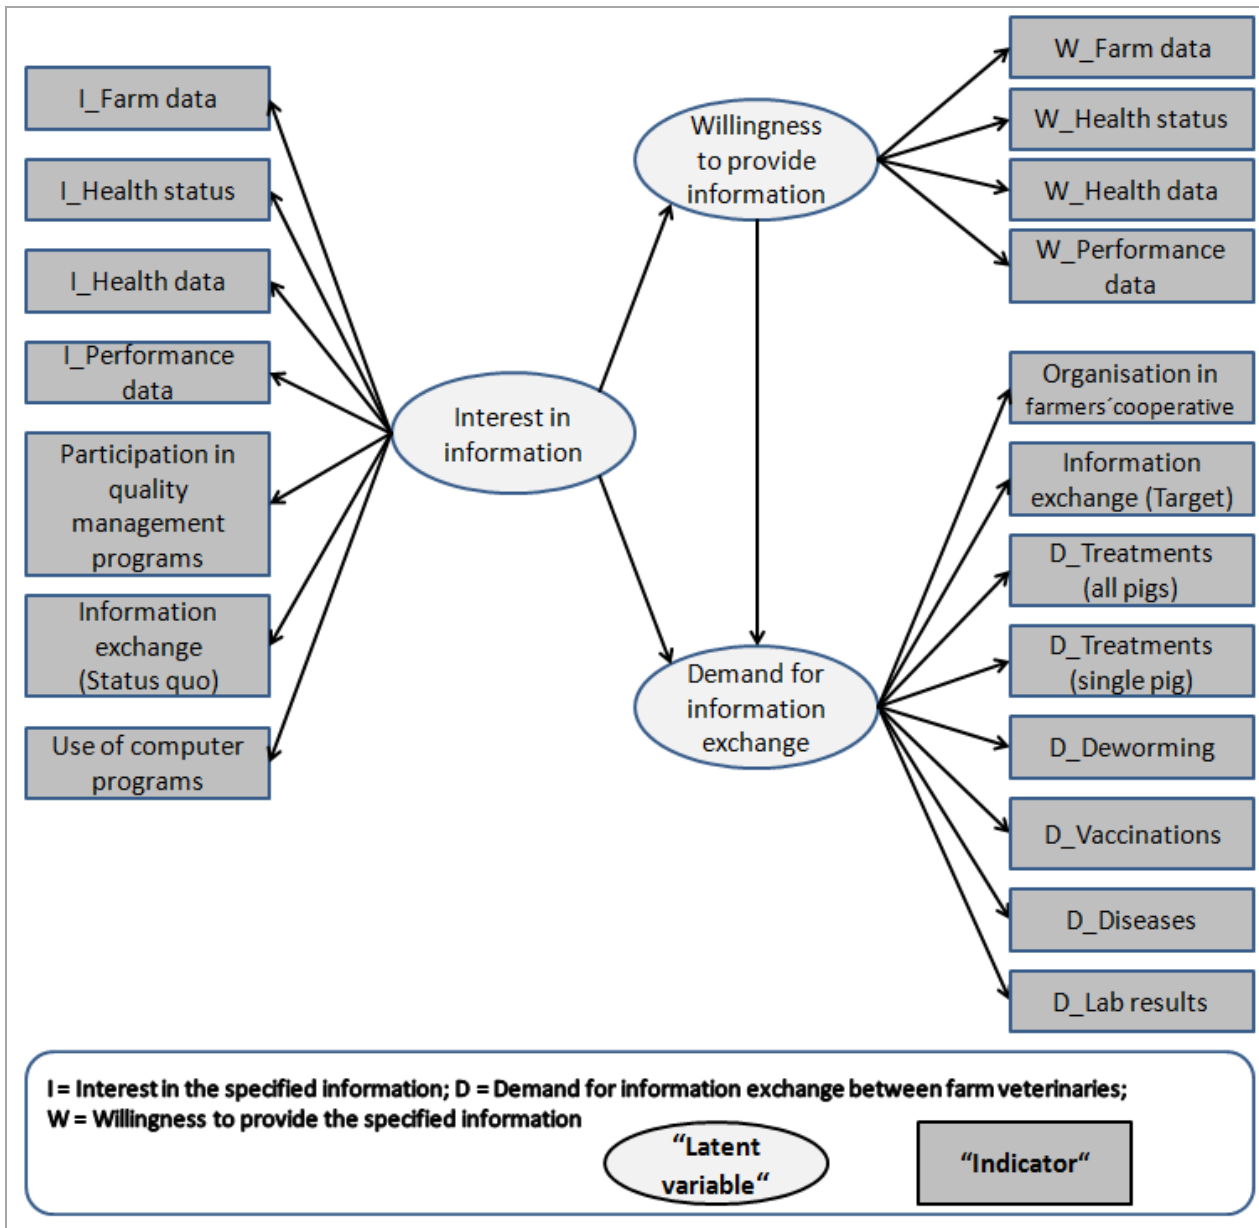 I_Farm data
I_Health status
I_Health data
I_Performance
data
Participation in
quality
management
programs
Information
exchange
(Status quo)
Use of computer
programs
Interest in
information
Willingness
to provide
information
Demand for
information
exchange
W_Farm data
W_Health status
W_Health data
W_Performance
data
Organisation in
farmers´cooperative
Information
exchange (Target)
D_Treatments
(all pigs)
D_Treatments
(single pig)
D_Deworming
D_Vaccinations
D_Diseases
D_Lab results
I = Interest in the specified information; D = Demand for information exchange between farm veterinaries;
W = Willingness to provide the specified information
“Latent
variable“
“Indicator“